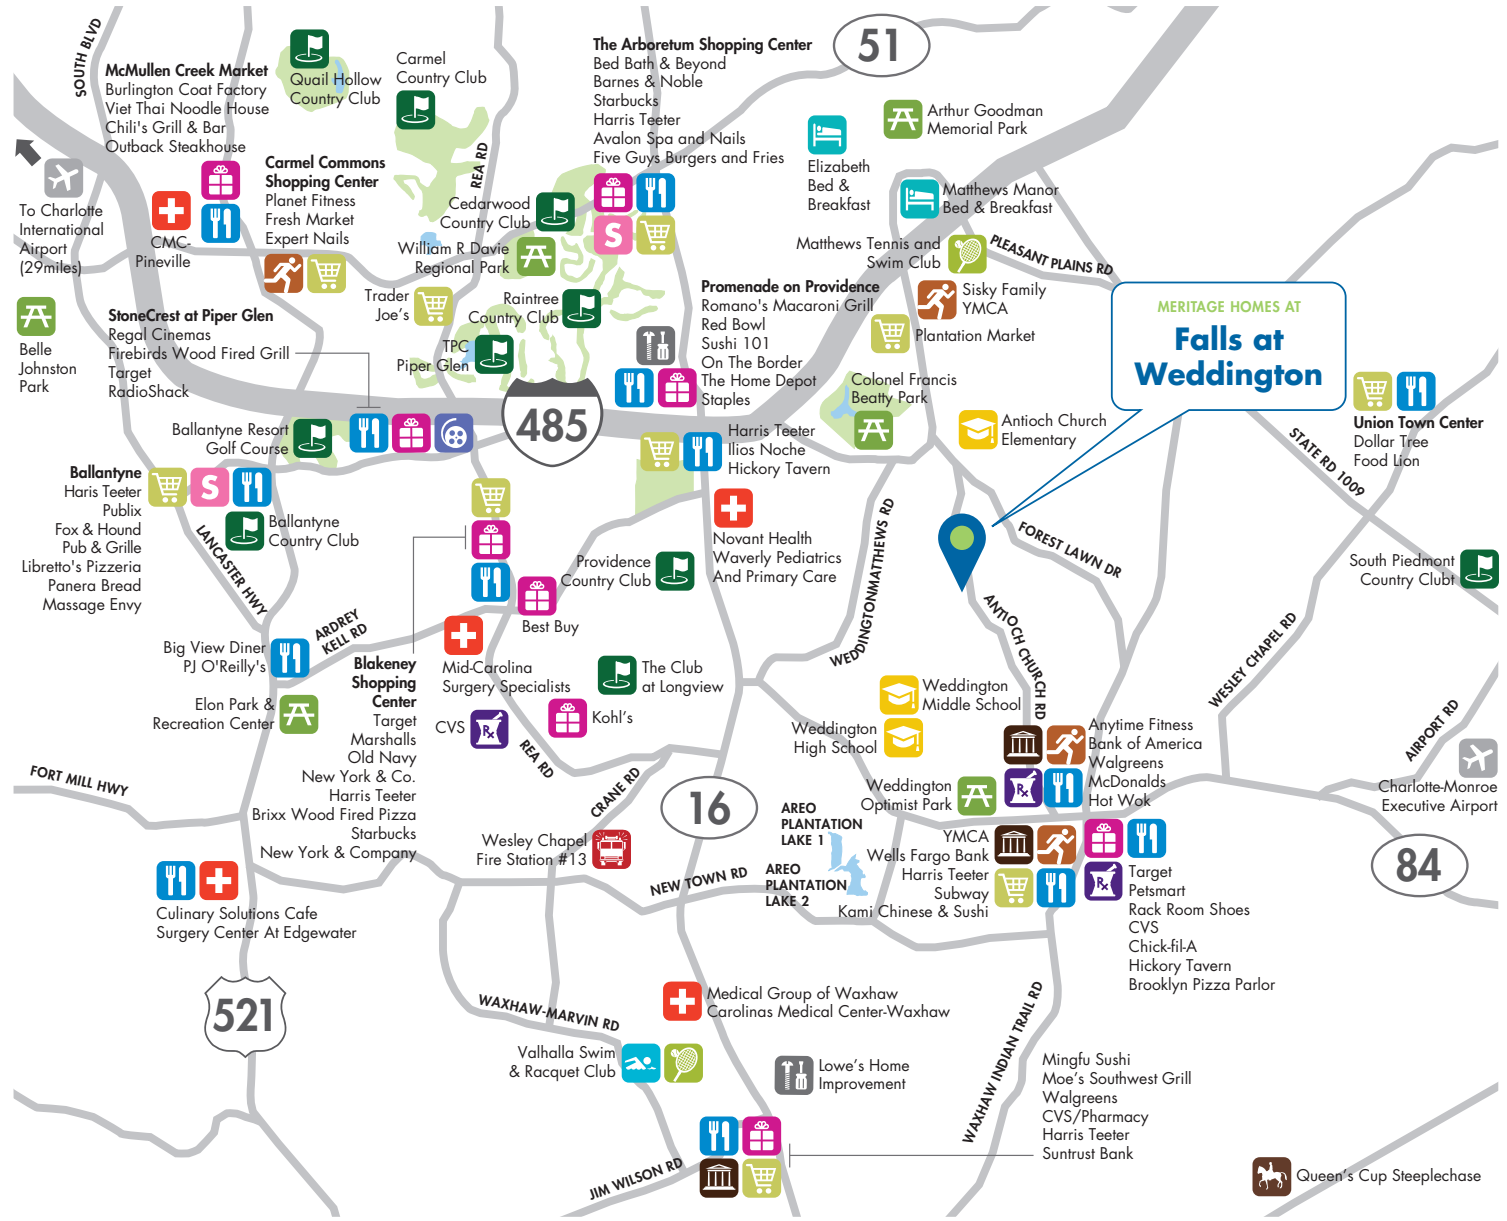 SOUTH BLVD
McMullen Creek Market
Burlington Coat Factory
Viet Thai Noodle House
Chili's Grill & Bar
Outback Steakhouse
Quail Hollow
Country Club
Carmel
Country Club
The Arboretum Shopping Center
Bed Bath & Beyond
Barnes & Noble
Starbucks
Harris Teeter
Avalon Spa and Nails
Five Guys Burgers and Fries
51
Arthur Goodman
Memorial Park
Elizabeth
Bed &
Breakfast
Matthews Manor
Bed & Breakfast
REA RD
Carmel Commons
Shopping Center
Planet Fitness
Fresh Market
Expert Nails
To Charlotte
International
Airport
(29miles)
CMC-
Pineville
Cedarwood
Country Club
William R Davie
Regional Park
S
Matthews Tennis and
Swim Club
PLEASANT PLAINS RD
Sisky Family
YMCA
Plantation Market
Promenade on Providence
Romano's Macaroni Grill
Red Bowl
Sushi 101
On The Border
The Home Depot
Staples
Trader
Joe's
Raintree
Country Club
TPC
Piper Glen
Belle
Johnston
Park
StoneCrest at Piper Glen
Regal Cinemas
Firebirds Wood Fired Grill
Target
RadioShack
MERITAGE HOMES AT
Falls at
Weddington
Colonel Francis
Beatty Park
Antioch Church
Elementary
Union Town Center
Dollar Tree
Food Lion
STATE RD 1009
485
Ballantyne Resort
Golf Course
Harris Teeter
Ilios Noche
Hickory Tavern
Ballantyne
Haris Teeter
Publix
Fox & Hound
Pub & Grille
Libretto's Pizzeria
Panera Bread
Massage Envy
S
Ballantyne
Country Club
LANCASTER HWY
Novant Health
Waverly Pediatrics
And Primary Care
Providence
Country Club
WEDDINGTONMATTHEWS RD
FOREST LAWN DR
South Piedmont
Country Clubt
Best Buy
ARDREY
KELL RD
Big View Diner
PJ O'Reilly's
Mid-Carolina
Surgery Specialists
The Club
at Longview
ANTIOCH CHURCH RD
WESLEY CHAPEL RD
AIRPORT RD
Elon Park &
Recreation Center
Blakeney
Shopping
Center
Target
Marshalls
Old Navy
New York & Co.
Harris Teeter
Brixx Wood Fired Pizza
Starbucks
New York & Company
CVS
Rx
Kohl's
REA RD
CRANE RD
Weddington
Middle School
Weddington
High School
Anytime Fitness
Bank of America
Walgreens
McDonalds
Hot Wok
Rx
Charlotte-Monroe
Executive Airport
FORT MILL HWY
Weddington
Optimist Park
16
AREO
PLANTATION
LAKE 1
AREO
PLANTATION
LAKE 2
Wesley Chapel
Fire Station #13
NEW TOWN RD
YMCA
Wells Fargo Bank
Harris Teeter
Subway
Kami Chinese & Sushi
Rx
Target
Petsmart
Rack Room Shoes
CVS
Chick-fil-A
Hickory Tavern
Brooklyn Pizza Parlor
84
Culinary Solutions Cafe
Surgery Center At Edgewater
521
WAXHAW-MARVIN RD
Medical Group of Waxhaw
Carolinas Medical Center-Waxhaw
Valhalla Swim
& Racquet Club
Lowe's Home
Improvement
WAXHAW INDIAN TRAIL RD
Mingfu Sushi
Moe's Southwest Grill
Walgreens
CVS/Pharmacy
Harris Teeter
Suntrust Bank
JIM WILSON RD
Queen's Cup Steeplechase